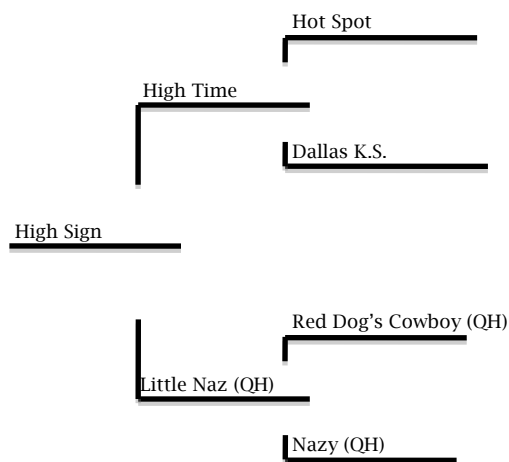 Hot Spot
High Time
Dallas K.S.
High Sign
Red Dog's Cowboy (QH)
Little Naz (QH)
Nazy (QH)